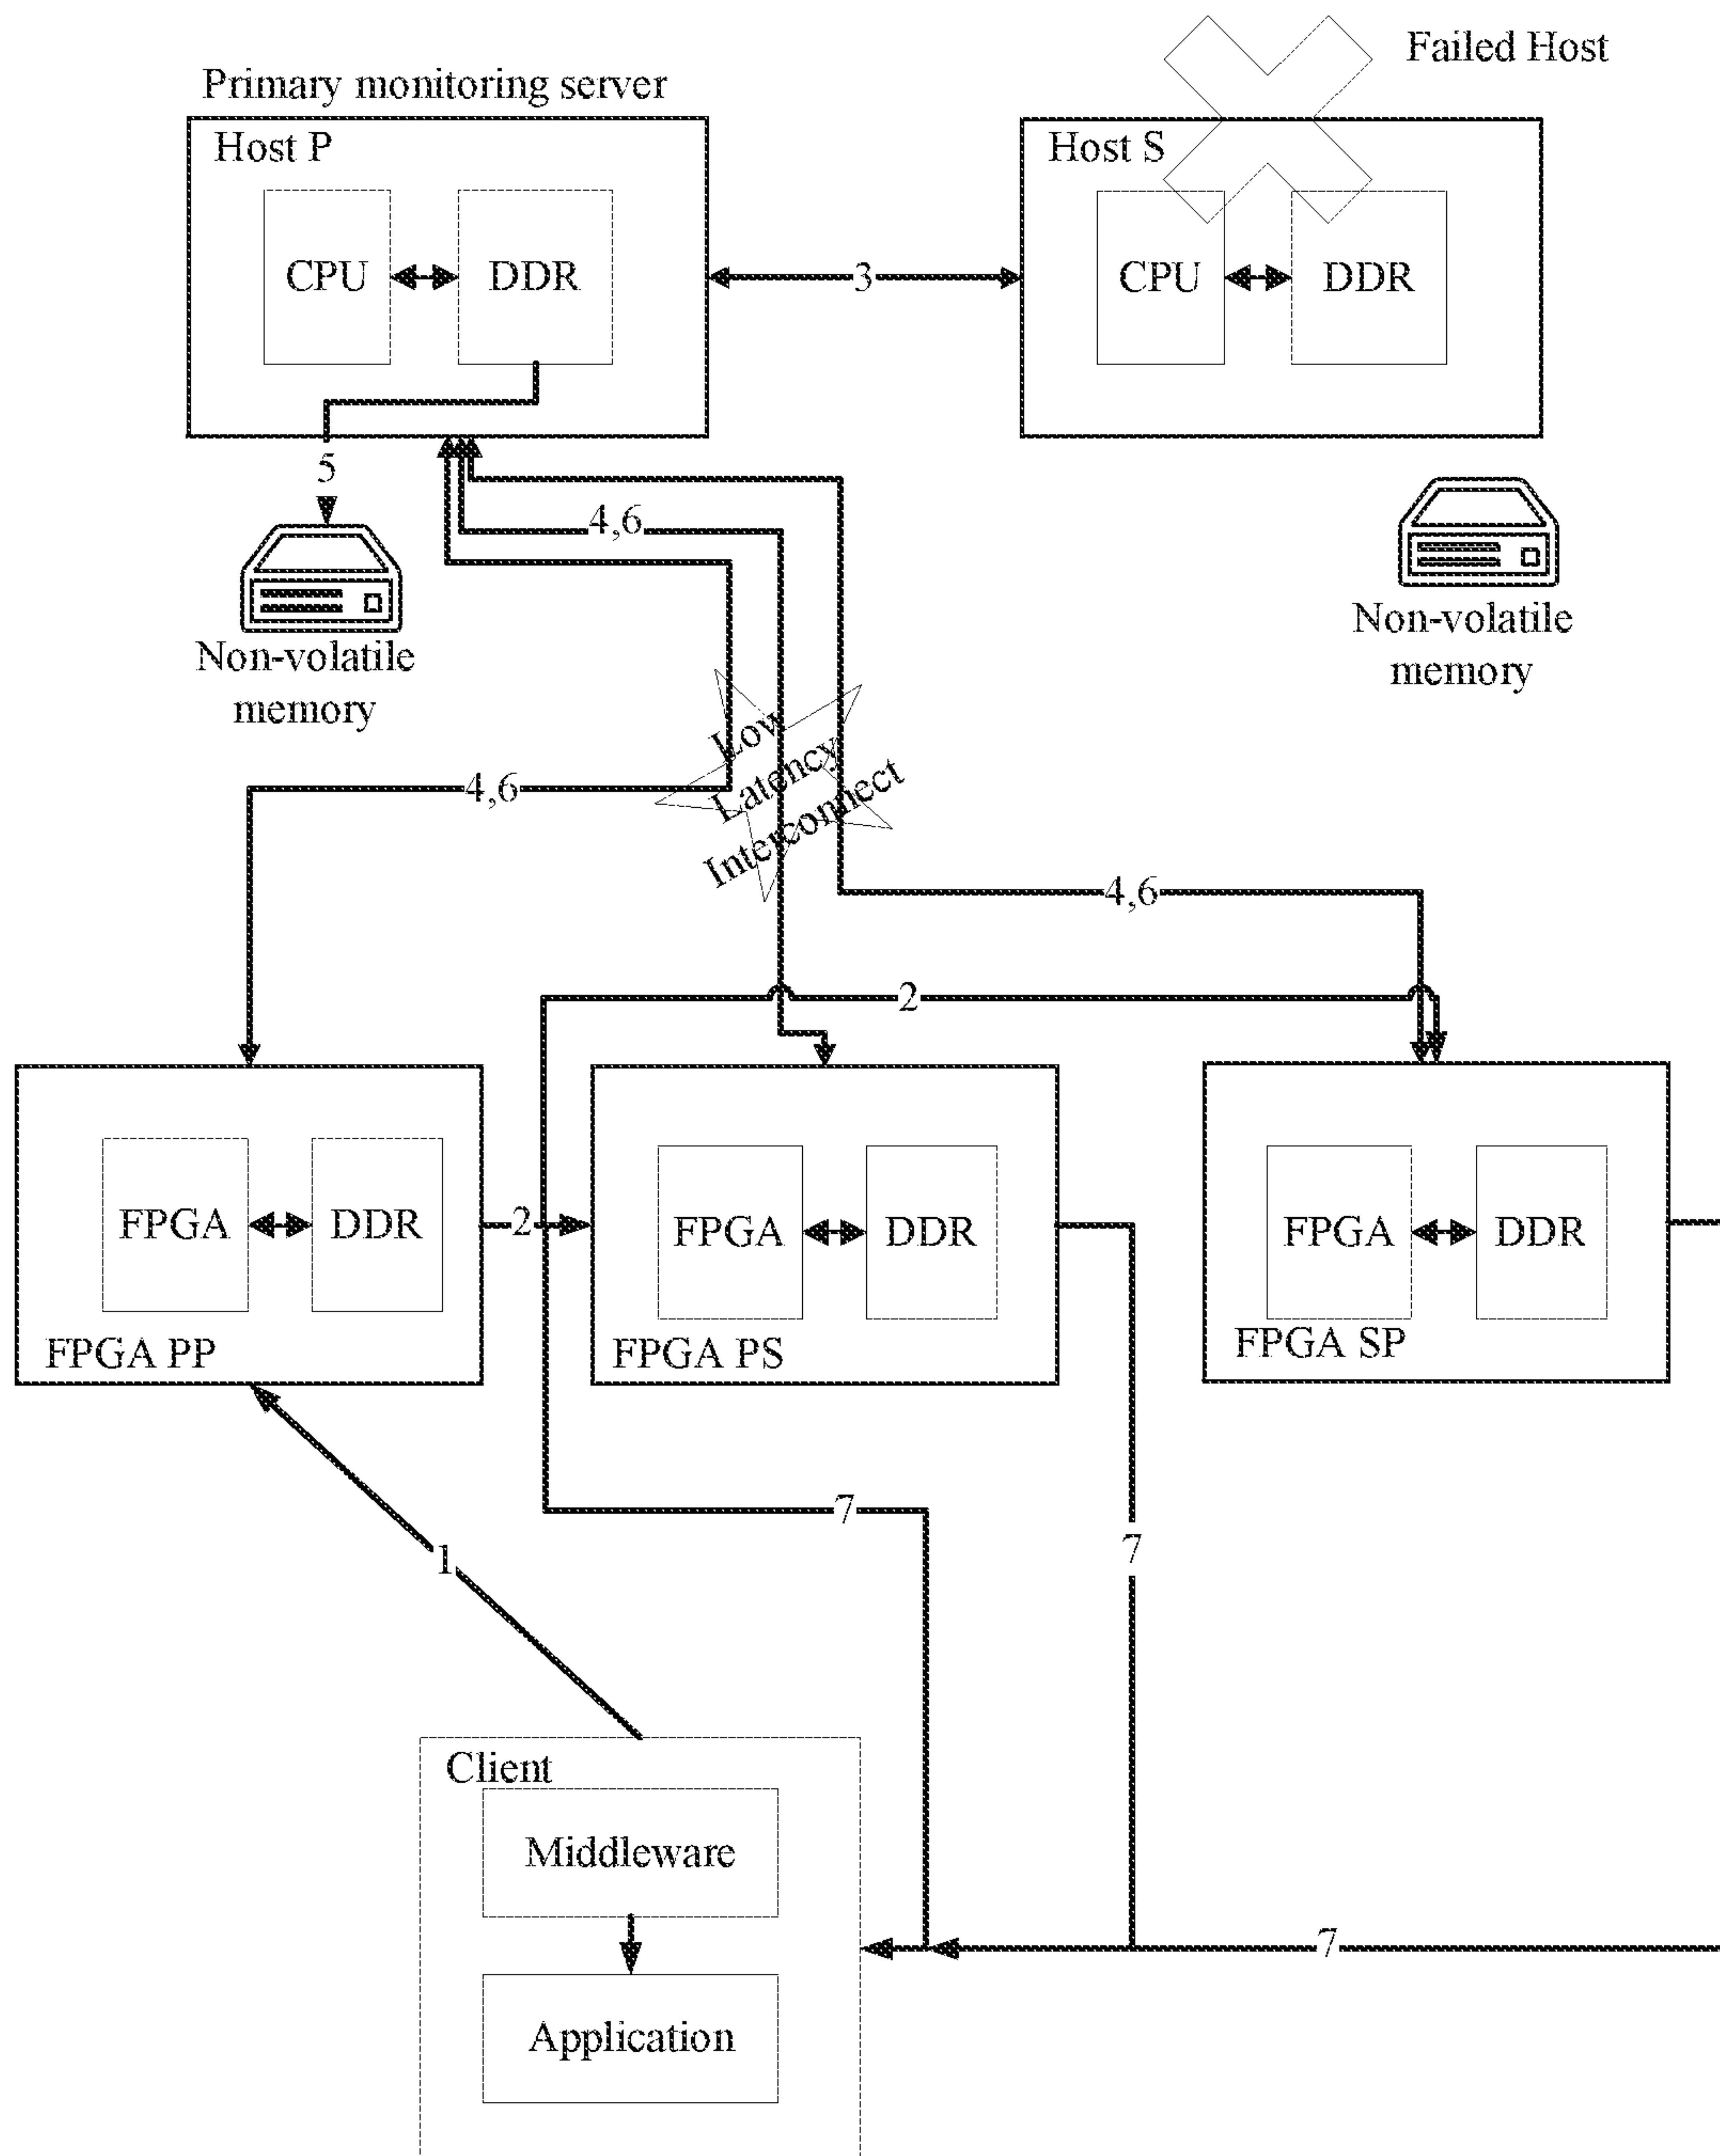 Failed Host
Primary monitoring server
Host P
Host S
CPU
DDR
3
CPU
DDR
5
4,6
Non-volatile
memory
Non-volatile
memory
Low
Latency
Interconnect
4,6
4,6
2
FPGA
DDR
2
FPGA
DDR
FPGA
DDR
FPGA PP
FPGA PS
FPGA SP
7
7
1
Client
Middleware
7
Application